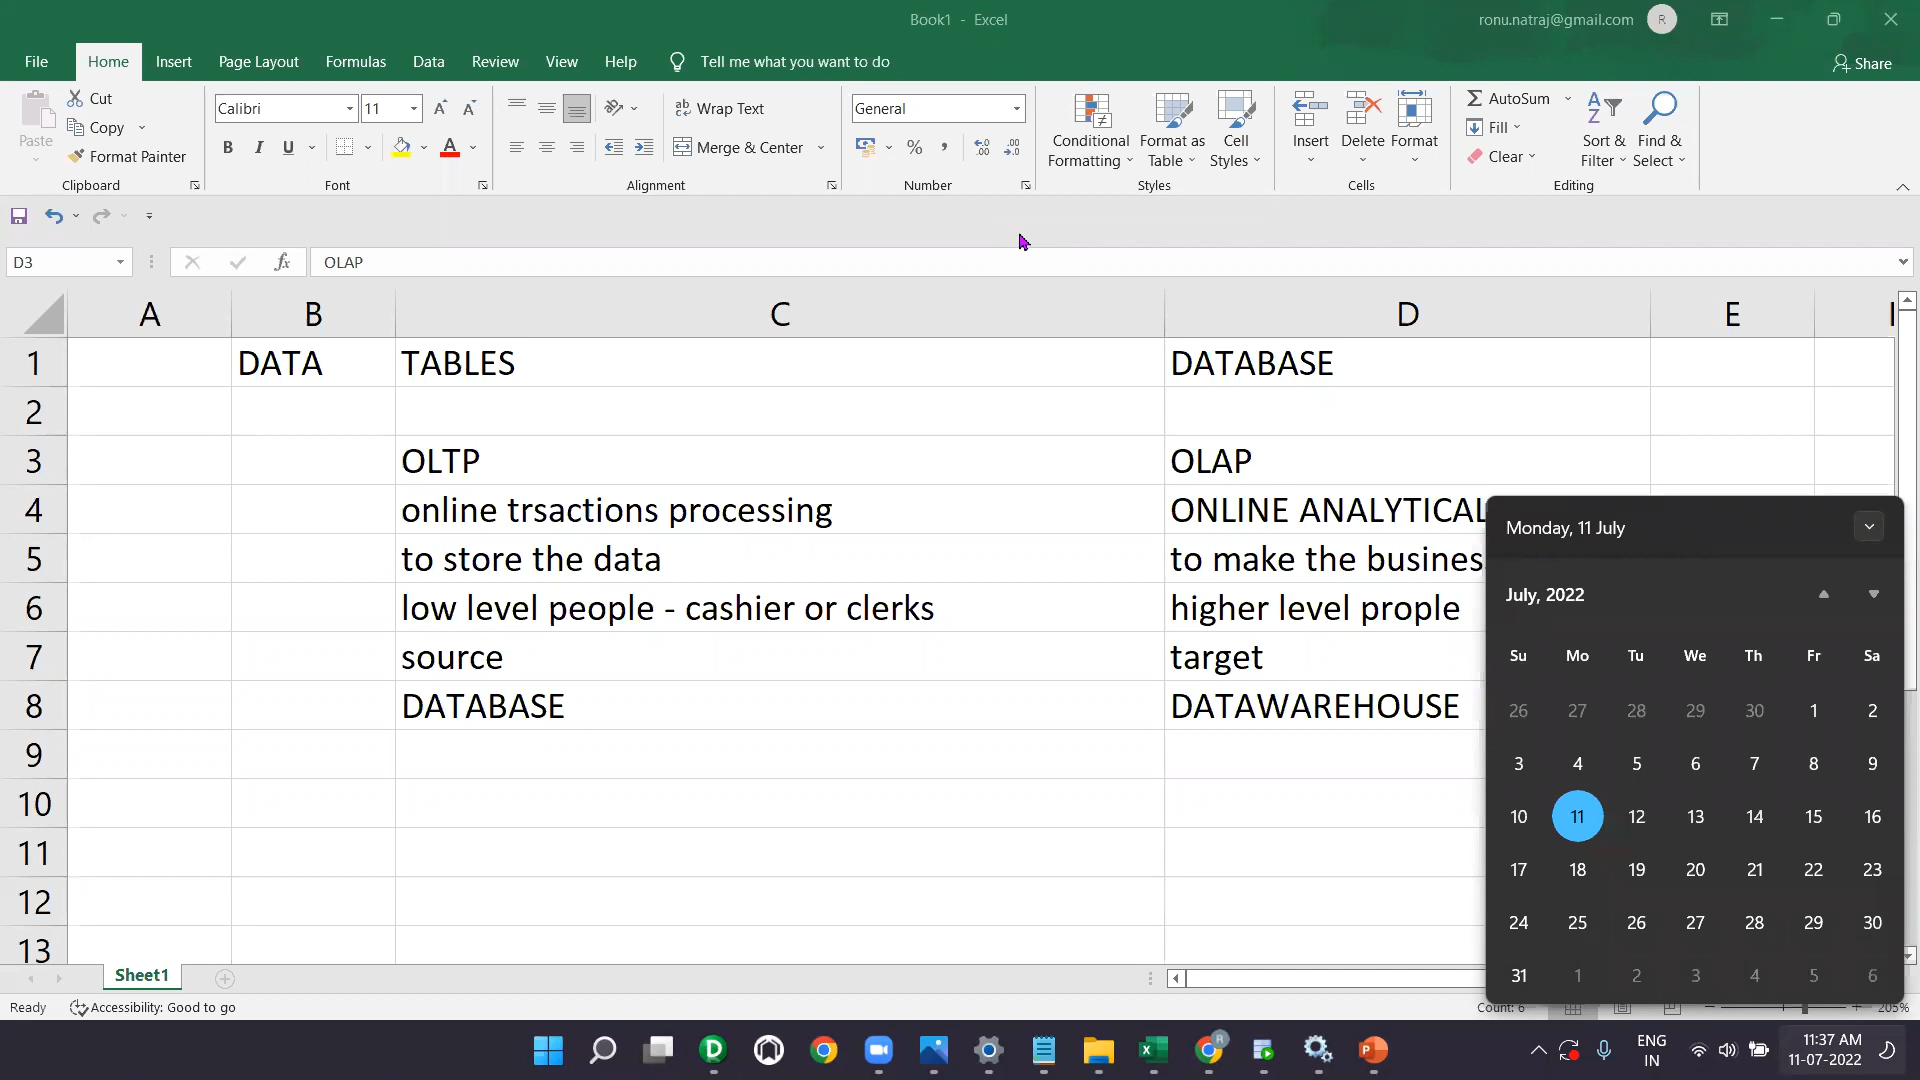 Book1 - Excel
ronu.natraj@gmail.com
R
File Home Insert Page Layout Formulas Data Review View Help Tell me what you want to do Share
Paste
Cut
Copy
Format Painter
Clipboard
Calibri 11
B I U
Font
Wrap Text
Merge & Center
Alignment
General
Number
Conditional Formatting
Format as Table
Cell Styles
Styles
Insert Delete Format
Cells
AutoSum
Fill
Clear
Sort & Filter
Find & Select
Editing
D3 fx OLAP
A B C D E
1 DATA TABLES DATABASE
2
3 OLTP OLAP
4 online trsactions processing ONLINE ANALYTICAL
5 to store the data to make the busines
6 low level people - cashier or clerks higher level prople
7 source target
8 DATABASE DATAWAREHOUSE
9
10
11
12
13
Monday, 11 July
July, 2022
Su Mo Tu We Th Fr Sa
26 27 28 29 30 1 2
3 4 5 6 7 8 9
10 11 12 13 14 15 16
17 18 19 20 21 22 23
24 25 26 27 28 29 30
31 1 2 3 4 5 6
Sheet1
Ready Accessibility: Good to go Count: 6 205%
ENG
IN
11:37 AM
11-07-2022